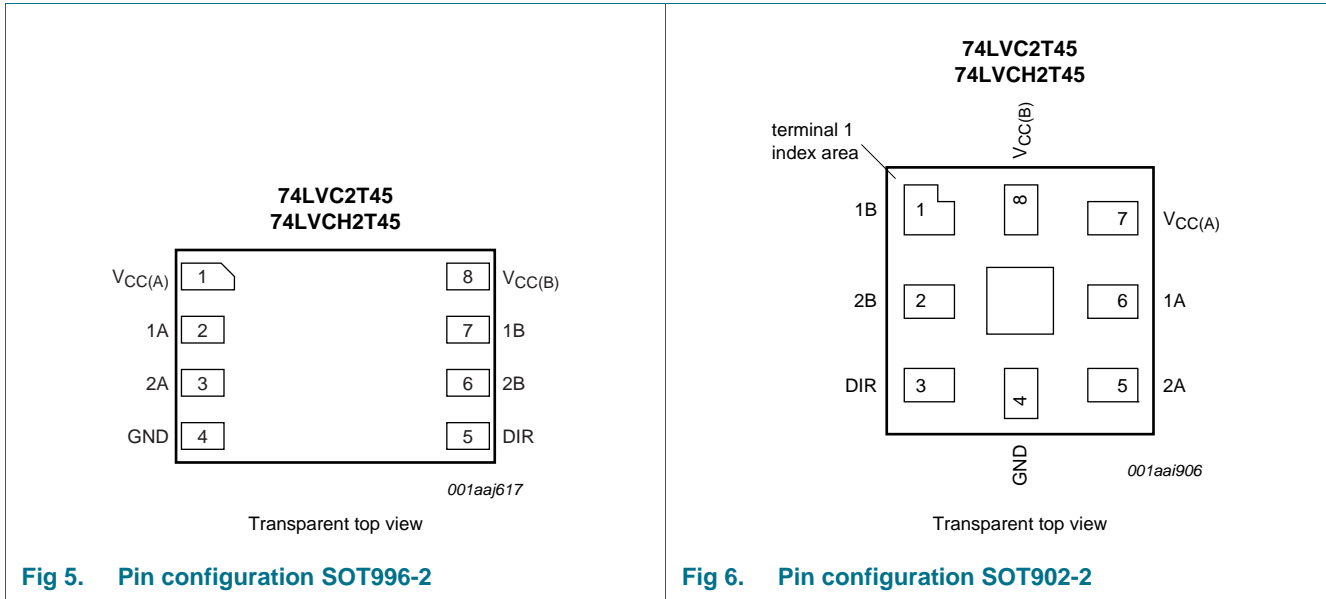 74LVC2T45
74LVCH2T45
VCC(A) 1 8 VCC(B)
1A 2 7 1B
2A 3 6 2B
GND 4 5 DIR
001aaj617
Transparent top view
Fig 5. Pin configuration SOT996-2
74LVC2T45
74LVCH2T45
VCC(B)
terminal 1
index area
1B 1 8 7 VCC(A)
2B 2 6 1A
DIR 3 4 5 2A
GND
001aai906
Transparent top view
Fig 6. Pin configuration SOT902-2